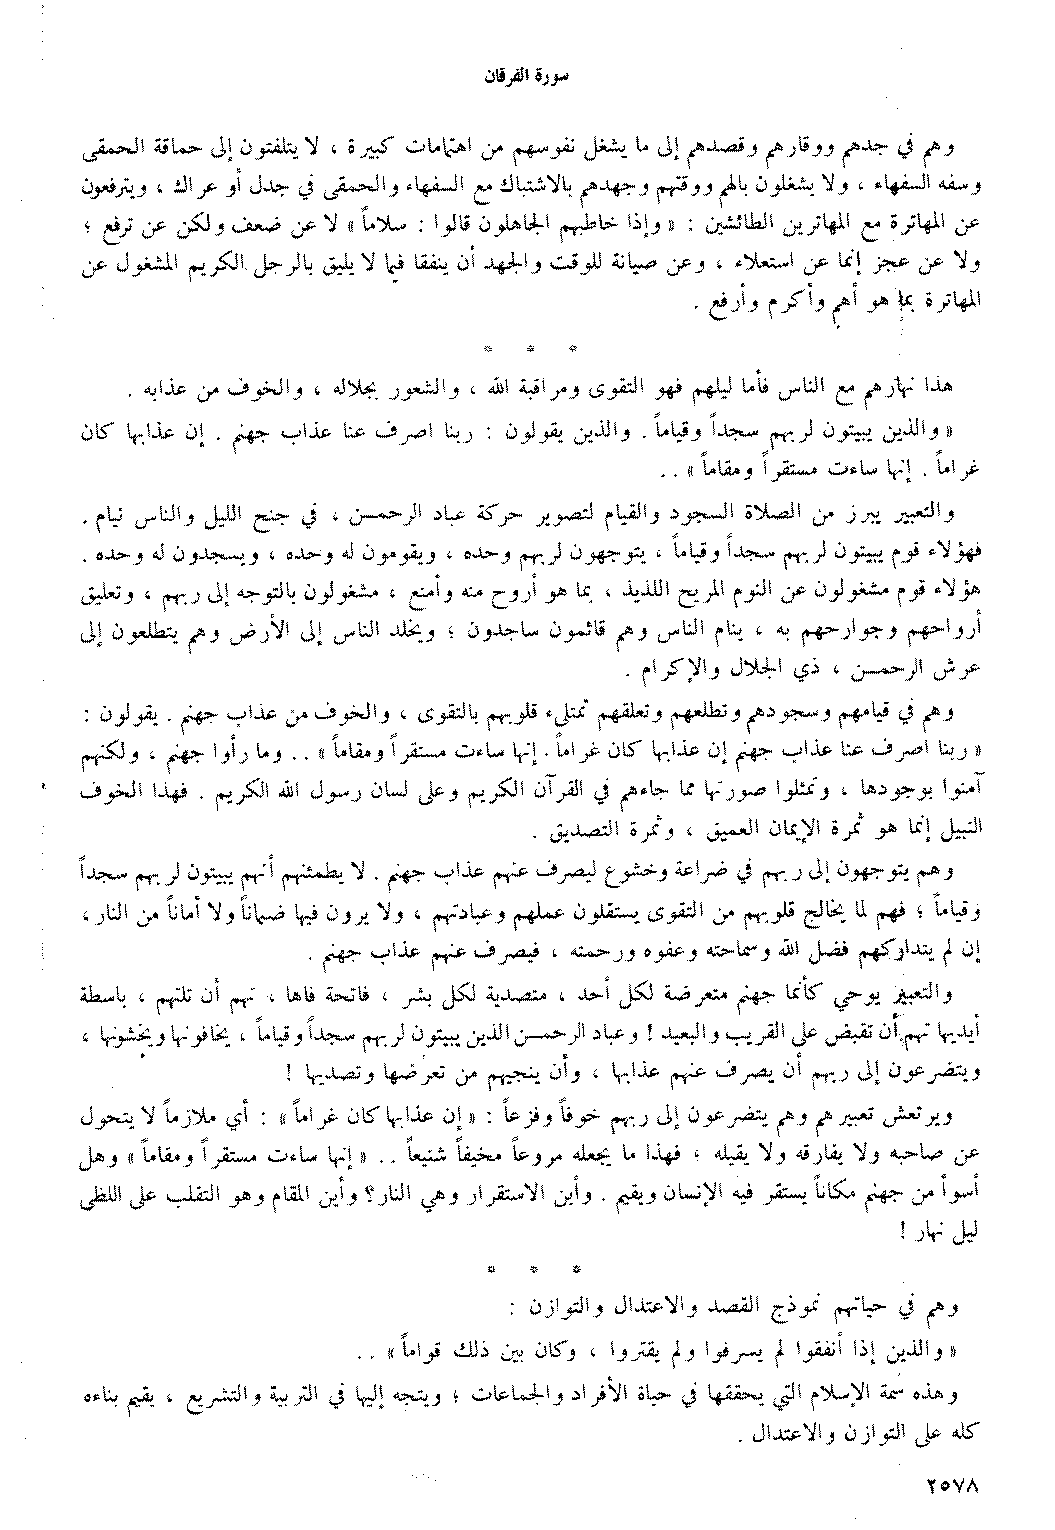 سورة الفرقان
وهم في جدهم ووقارهم وقصدهم إلى ما يشغل نفوسهم من اهتمامات كبيرة ، لا يتلفتون إلى حماقة الحمقى
وسفه السفهاء ، ولا يشغلون بالهم ووقتهم وجهدهم بالاشتباك مع السفهاء والحمقى في جدل أو عراك ، ويترفعون
عن المهاترة مع المهاترين الطائشين : « وإذا خاطبهم الجاهلون قالوا : سلاماً » لا عن ضعف ولكن عن ترفع ؛
ولا عن عجز إنما عن استعلاء ، وعن صيانة للوقت والجهد أن ينفقا فيما لا يليق بالرجل الكريم المشغول عن
المهاترة بما هو أهم وأكرم وأرفع .
* * *
هذا نهارهم مع الناس فأما ليلهم فهو التقوى ومراقبة الله ، والشعور بجلاله ، والخوف من عذابه .
« والذين يبيتون لربهم سجداً وقياماً . والذين يقولون : ربنا اصرف عنا عذاب جهنم . إن عذابها كان
غراماً . إنها ساءت مستقراً ومقاماً » . .
والتعبير يبرز من الصلاة السجود والقيام لتصوير حركة عباد الرحمن ، في جنح الليل والناس نيام .
فهؤلاء قوم يبيتون لربهم سجداً وقياماً ، يتوجهون لربهم وحده ، ويقومون له وحده ، ويسجدون له وحده .
هؤلاء قوم مشغولون عن النوم المريح اللذيذ ، بما هو أروح منه وأمتع ، مشغولون بالتوجه إلى ربهم ، وتعليق
أرواحهم وجوارحهم به ، ينام الناس وهم قائمون ساجدون ؛ ويخلد الناس إلى الأرض وهم يتطلعون إلى
عرش الرحمن ، ذي الجلال والإكرام .
وهم في قيامهم وسجودهم وتطلعهم وتعلقهم تمتلىء قلوبهم بالتقوى ، والخوف من عذاب جهنم . يقولون :
« ربنا اصرف عنا عذاب جهنم إن عذابها كان غراماً . إنها ساءت مستقراً ومقاماً » . . وما رأوا جهنم ، ولكنهم
آمنوا بوجودها ، وتمثلوا صورتها مما جاءهم في القرآن الكريم وعلى لسان رسول الله الكريم . فهذا الخوف
النبيل إنما هو ثمرة الإيمان العميق ، وثمرة التصديق .
وهم يتوجهون إلى ربهم في ضراعة وخشوع ليصرف عنهم عذاب جهنم . لا يطمئنهم أنهم يبيتون لربهم سجداً
وقياماً ؛ فهم لما يخالج قلوبهم من التقوى يستقلون عملهم وعبادتهم ، ولا يرون فيها ضماناً ولا أماناً من النار ،
إن لم يتداركهم فضل الله وسماحته وعفوه ورحمته ، فيصرف عنهم عذاب جهنم .
والتعبير يوحي كأنما جهنم متعرضة لكل أحد ، متصدية لكل بشر ، فاتحة فاها ، تهم أن تلتهم ، باسطة
أيديها تهم أن تقبض على القريب والبعيد ! وعباد الرحمن الذين يبيتون لربهم سجداً وقياماً ، يخافونها ويخشونها ،
ويتضرعون إلى ربهم أن يصرف عنهم عذابها ، وأن ينجيهم من تعرضها وتصديها !
ويرتعش تعبيرهم وهم يتضرعون إلى ربهم خوفاً وفزعاً : « إن عذابها كان غراماً » : أي ملازماً لا يتحول
عن صاحبه ولا يفارقه ولا يقيله ؛ فهذا ما يجعله مروعاً مخيفاً شنيعاً . . « إنها ساءت مستقراً ومقاماً » وهل
أسوأ من جهنم مكاناً يستقر فيه الإنسان ويقيم . وأين الاستقرار وهي النار؟ وأين المقام وهو التقلب على اللظى
ليل نهار !
* * *
وهم في حياتهم نموذج القصد والاعتدال والتوازن :
« والذين إذا أنفقوا لم يسرفوا ولم يقتروا ، وكان بين ذلك قواماً » . .
وهذه سمة الإسلام التي يحققها في حياة الأفراد والجماعات ؛ ويتجه إليها في التربية والتشريع ، يقيم بناءه
كله على التوازن والاعتدال .
٢٥٧٨